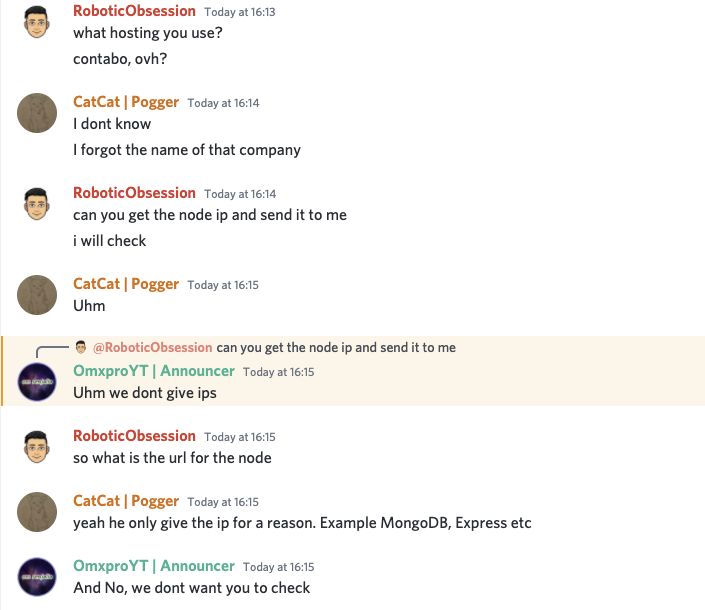 RoboticObsession Today at 16:13
what hosting you use?
contabo, ovh?
CatCat | Pogger Today at 16:14
I dont know
I forgot the name of that company
RoboticObsession Today at 16:14
can you get the node ip and send it to me
i will check
CatCat | Pogger Today at 16:15
Uhm
@RoboticObsession can you get the node ip and send it to me
OmxproYT | Announcer Today at 16:15
Uhm we dont give ips
RoboticObsession Today at 16:15
so what is the url for the node
CatCat | Pogger Today at 16:15
yeah he only give the ip for a reason. Example MongoDB, Express etc
OmxproYT | Announcer Today at 16:15
And No, we dont want you to check